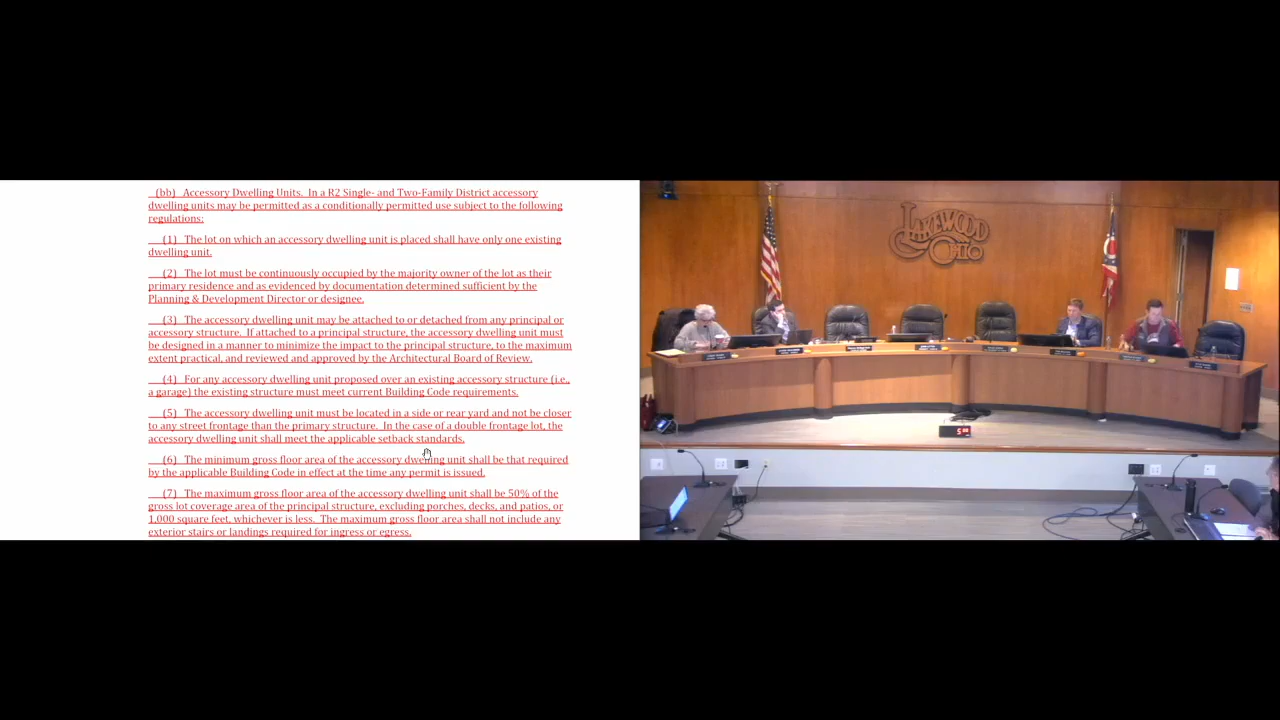 (bb) Accessory Dwelling Units. In a R2 Single- and Two-Family District accessory
dwelling units may be permitted as a conditionally permitted use subject to the following
regulations:
(1) The lot on which an accessory dwelling unit is placed shall have only one existing
dwelling unit.
(2) The lot must be continuously occupied by the majority owner of the lot as their
primary residence and as evidenced by documentation determined sufficient by the
Planning & Development Director or designee.
(3) The accessory dwelling unit may be attached to or detached from any principal or
accessory structure. If attached to a principal structure, the accessory dwelling unit must
be designed in a manner to minimize the impact to the principal structure, to the maximum
extent practical, and reviewed and approved by the Architectural Board of Review.
(4) For any accessory dwelling unit proposed over an existing accessory structure (i.e.,
a garage) the existing structure must meet current Building Code requirements.
(5) The accessory dwelling unit must be located in a side or rear yard and not be closer
to any street frontage than the primary structure. In the case of a double frontage lot, the
accessory dwelling unit shall meet the applicable setback standards.
(6) The minimum gross floor area of the accessory dwelling unit shall be that required
by the applicable Building Code in effect at the time any permit is issued.
(7) The maximum gross floor area of the accessory dwelling unit shall be 50% of the
gross lot coverage area of the principal structure, excluding porches, decks, and patios, or
1,000 square feet, whichever is less. The maximum gross floor area shall not include any
exterior stairs or landings required for ingress or egress.
LAKEWOOD
OHIO